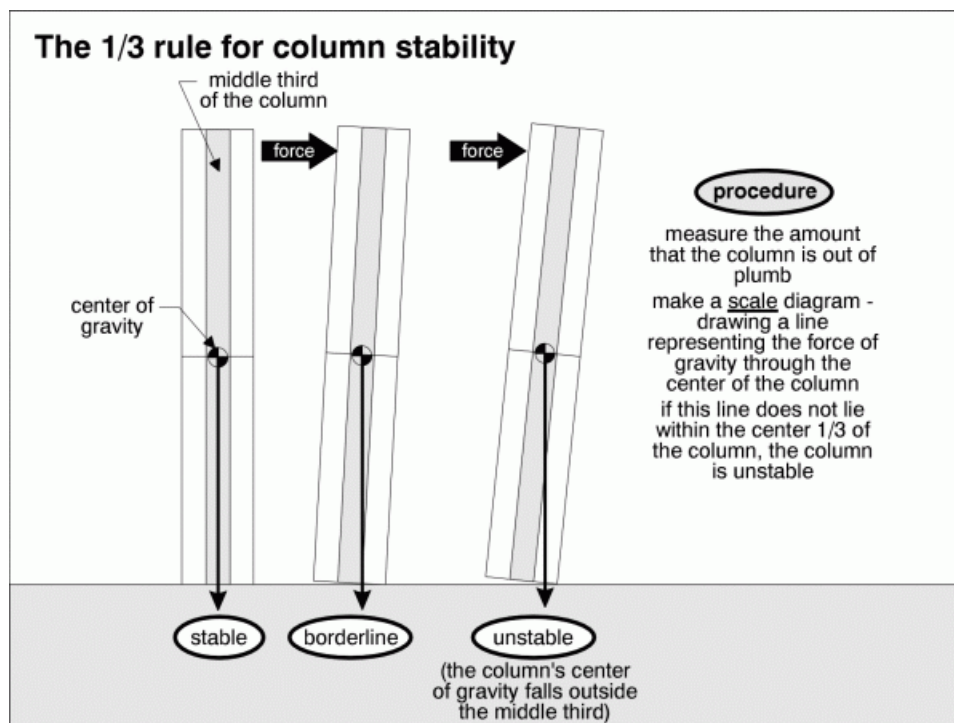 The 1/3 rule for column stability
middle third
of the column
force
force
center of
gravity
procedure
measure the amount
that the column is out of
plumb
make a scale diagram -
drawing a line
representing the force of
gravity through the
center of the column
if this line does not lie
within the center 1/3 of
the column, the column
is unstable
stable
borderline
unstable
(the column's center
of gravity falls outside
the middle third)